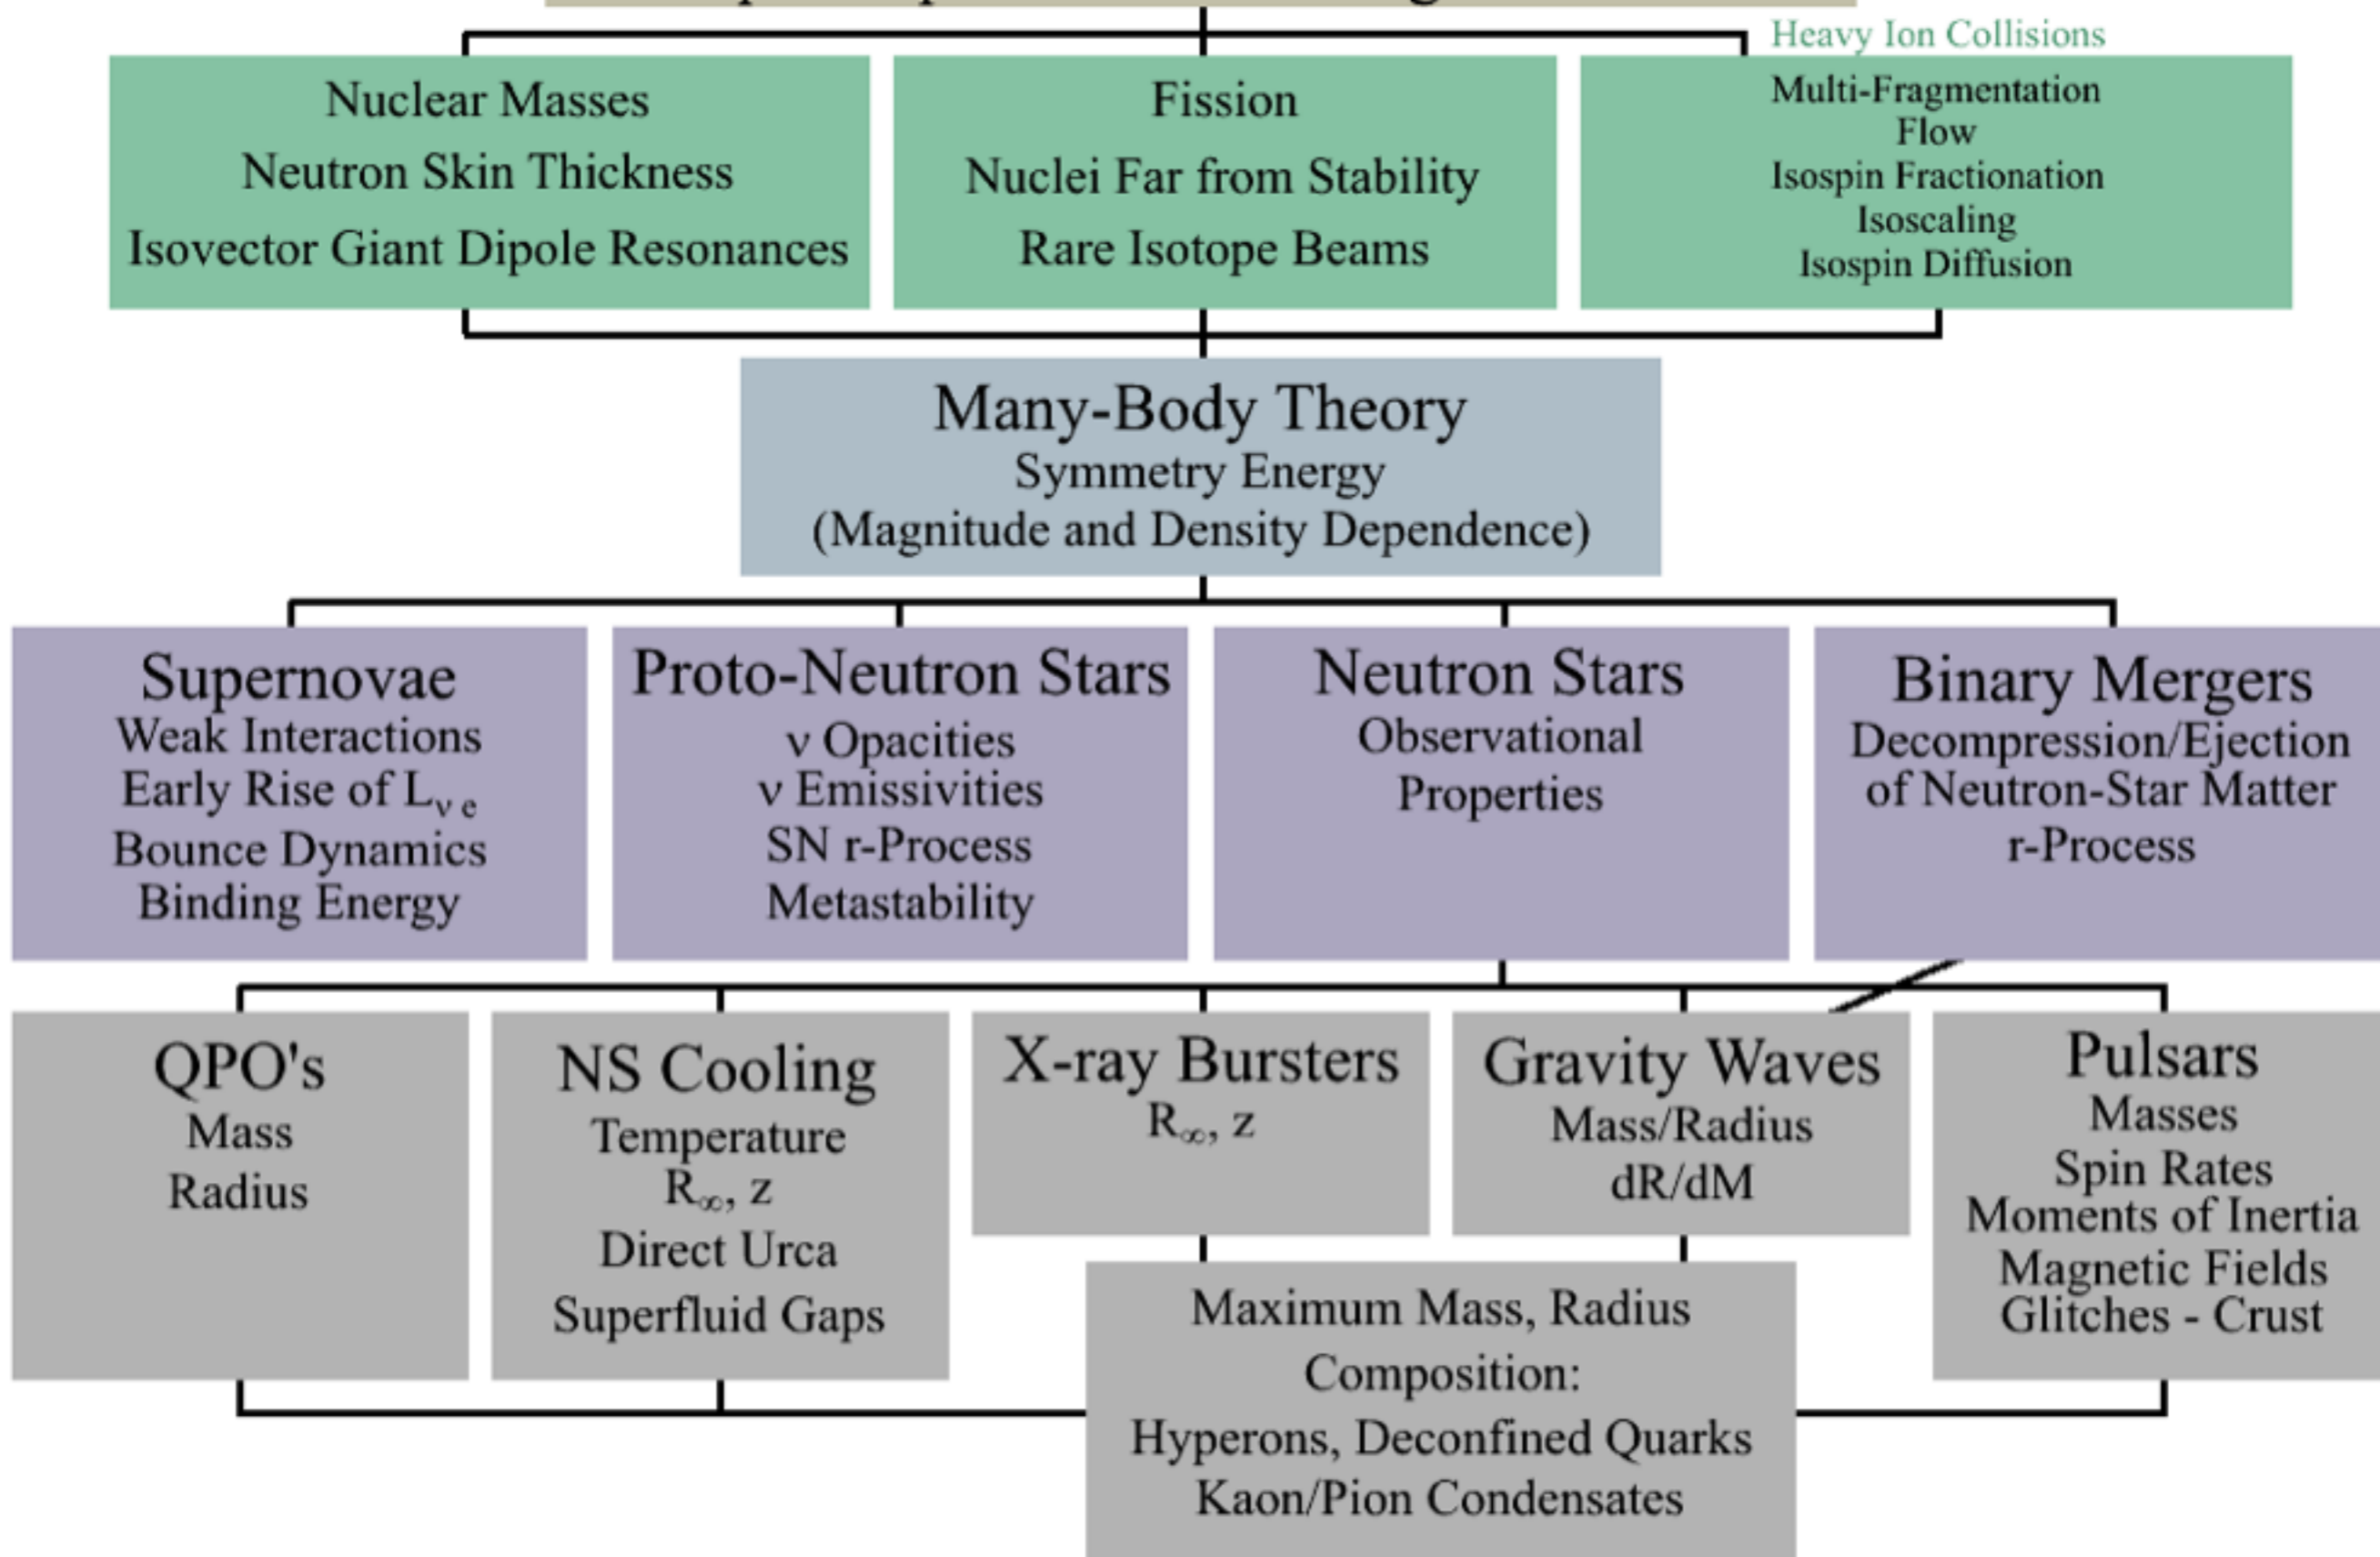 Heavy Ion Collisions
Nuclear Masses
Neutron Skin Thickness
Isovector Giant Dipole Resonances
Fission
Nuclei Far from Stability
Rare Isotope Beams
Multi-Fragmentation
Flow
Isospin Fractionation
Isoscaling
Isospin Diffusion
Many-Body Theory
Symmetry Energy
(Magnitude and Density Dependence)
Supernovae
Weak Interactions
Early Rise of L_ν e
Bounce Dynamics
Binding Energy
Proto-Neutron Stars
ν Opacities
ν Emissivities
SN r-Process
Metastability
Neutron Stars
Observational
Properties
Binary Mergers
Decompression/Ejection
of Neutron-Star Matter
r-Process
QPO's
Mass
Radius
NS Cooling
Temperature
R∞, z
Direct Urca
Superfluid Gaps
X-ray Bursters
R∞, z
Gravity Waves
Mass/Radius
dR/dM
Pulsars
Masses
Spin Rates
Moments of Inertia
Magnetic Fields
Glitches - Crust
Maximum Mass, Radius
Composition:
Hyperons, Deconfined Quarks
Kaon/Pion Condensates